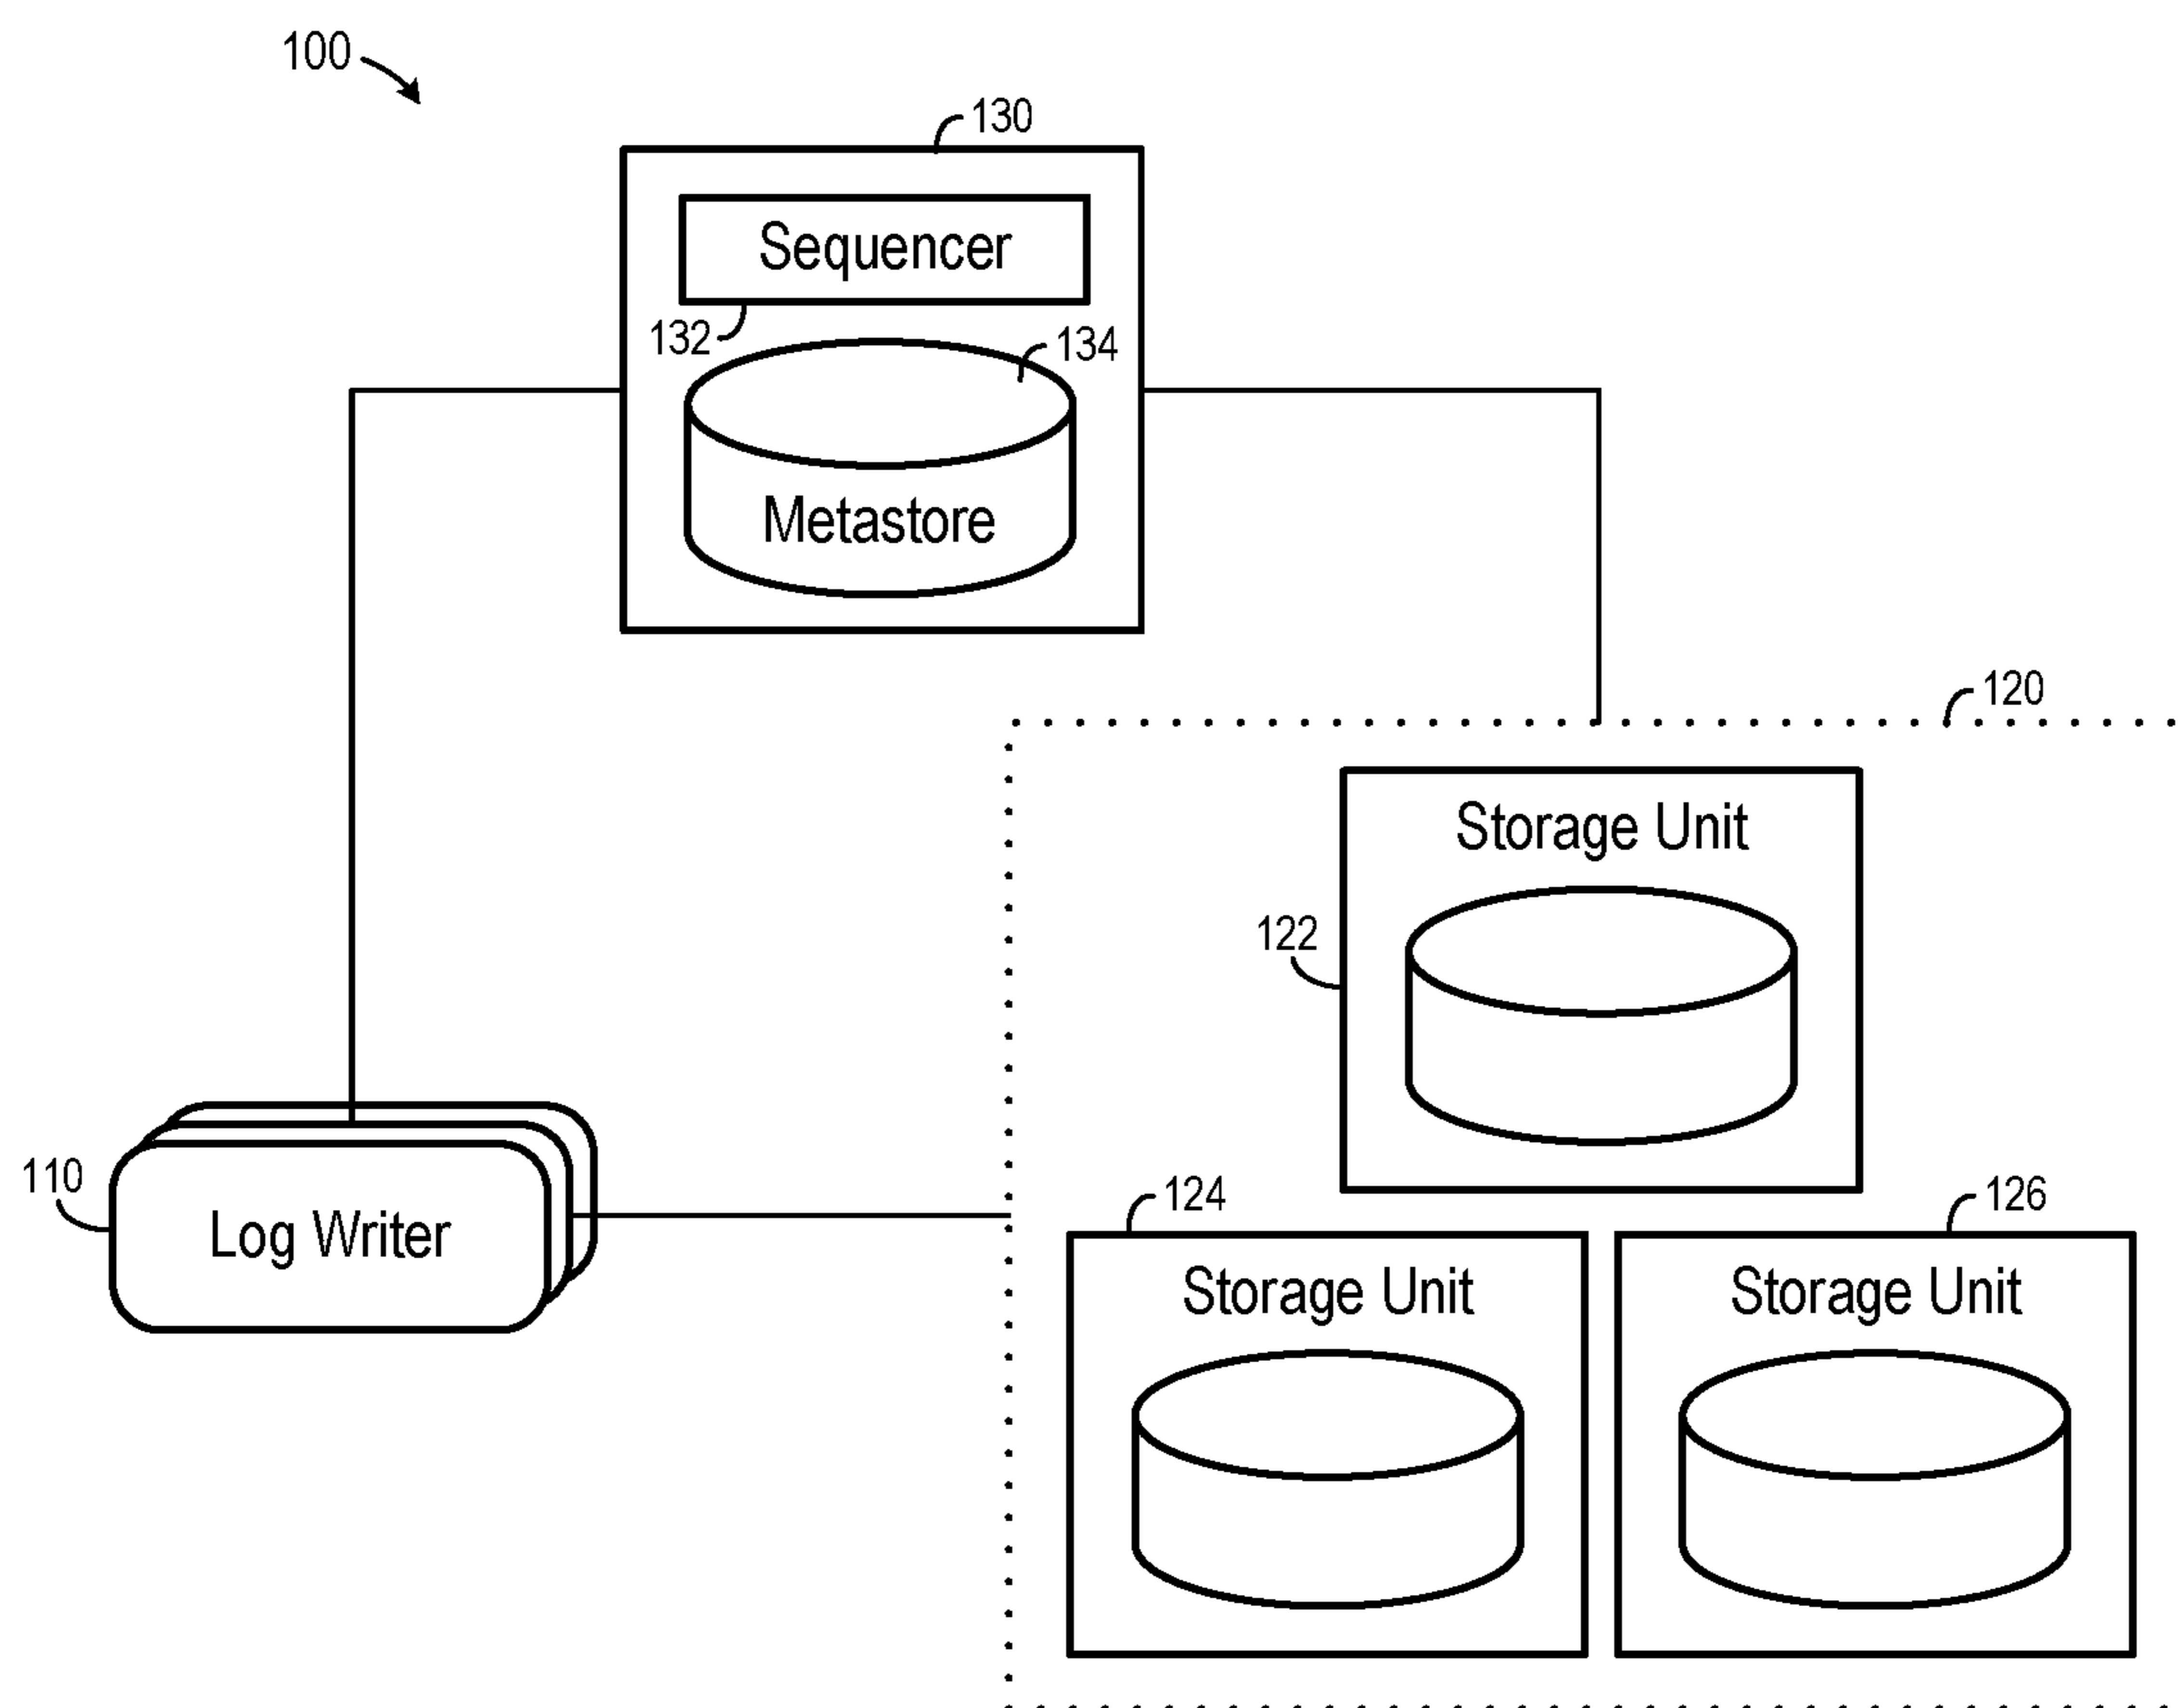 100
130
Sequencer
132
134
Metastore
120
Storage Unit
122
110
Log Writer
124
126
Storage Unit
Storage Unit